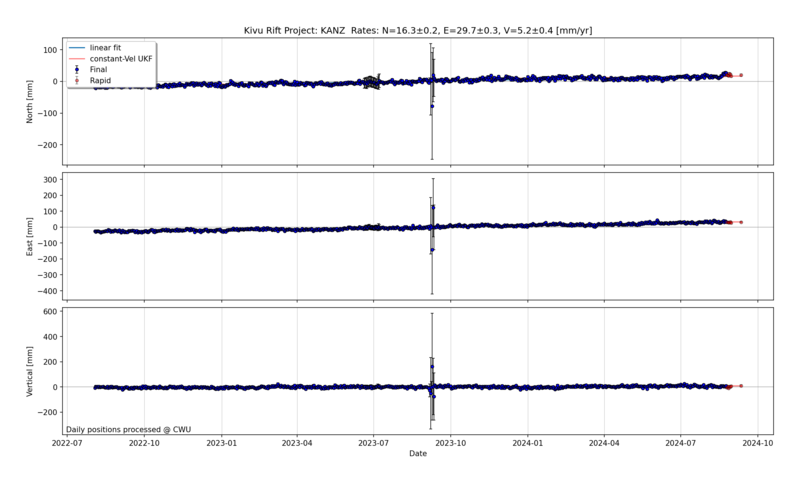 Kivu Rift Project: KANZ  Rates: N=16.3±0.2, E=29.7±0.3, V=5.2±0.4 [mm/yr]
linear fit
constant-Vel UKF
Final
Rapid
North [mm]
100
0
−100
−200
East [mm]
300
200
100
0
−100
−200
−300
−400
Vertical [mm]
600
400
200
0
−200
Daily positions processed @ CWU
2022-07 2022-10 2023-01 2023-04 2023-07 2023-10 2024-01 2024-04 2024-07 2024-10
Date